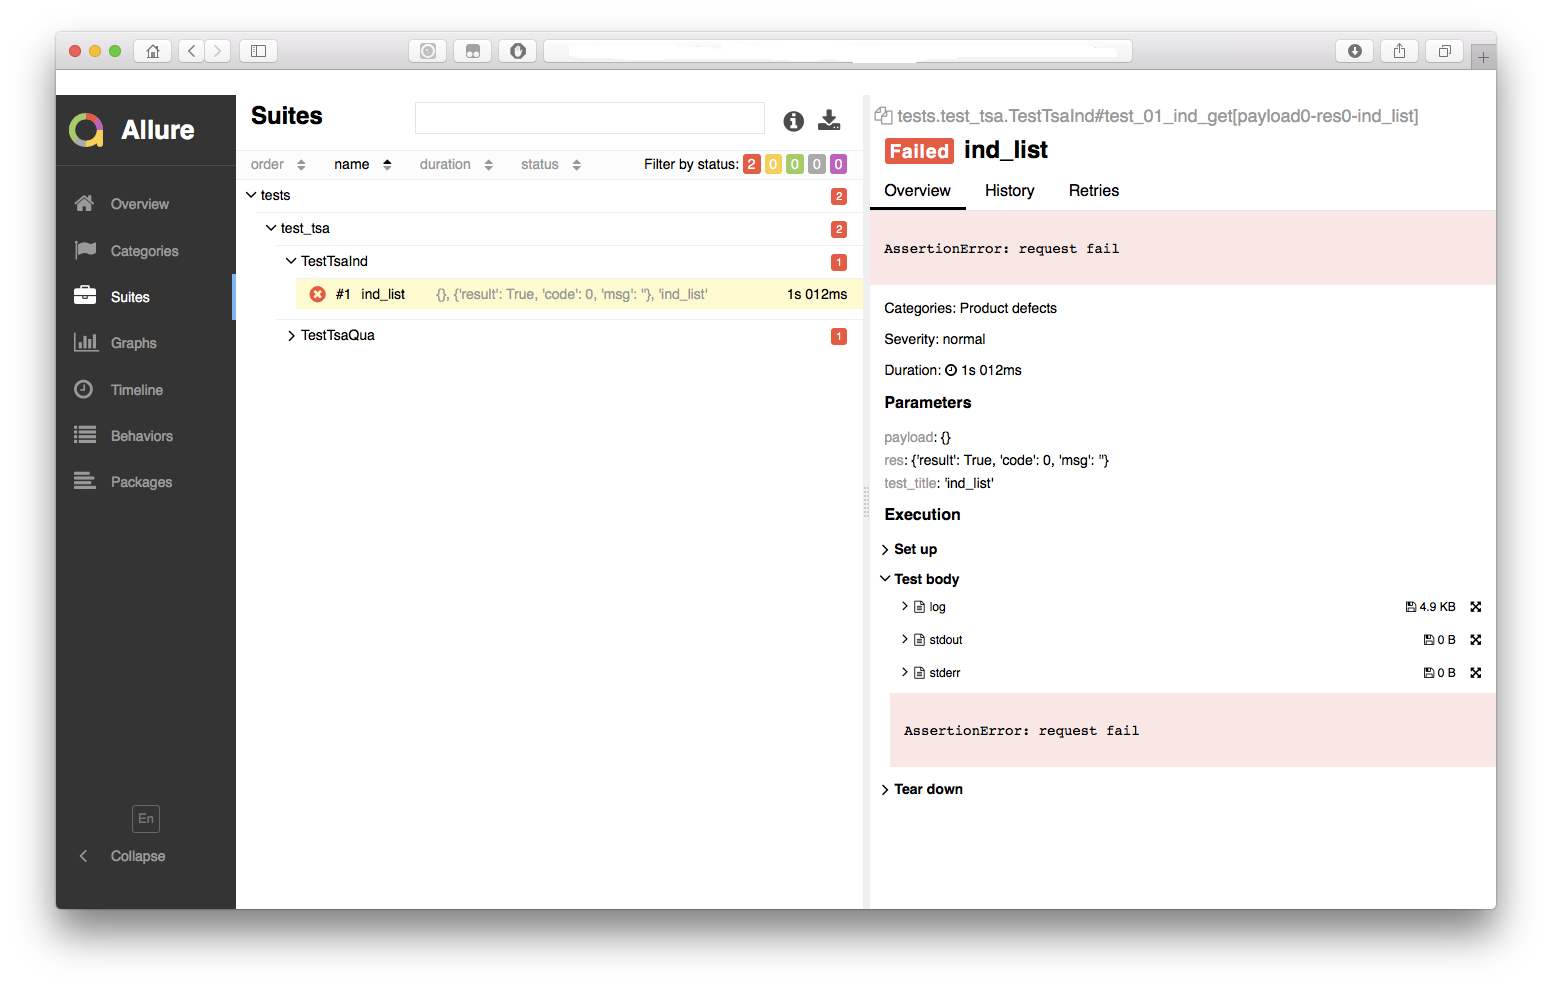 Allure
Overview
Categories
Suites
Graphs
Timeline
Behaviors
Packages
En
Collapse
Suites
order name duration status Filter by status: 2 0 0 0 0
tests 2
test_tsa 2
TestTsaInd 1
#1 ind_list {}, {'result': True, 'code': 0, 'msg': ''}, 'ind_list' 1s 012ms
TestTsaQua 1
tests.test_tsa.TestTsaInd#test_01_ind_get[payload0-res0-ind_list]
Failed ind_list
Overview History Retries
AssertionError: request fail
Categories: Product defects
Severity: normal
Duration: 1s 012ms
Parameters
payload: {}
res: {'result': True, 'code': 0, 'msg': ''}
test_title: 'ind_list'
Execution
Set up
Test body
log 4.9 KB
stdout 0 B
stderr 0 B
AssertionError: request fail
Tear down